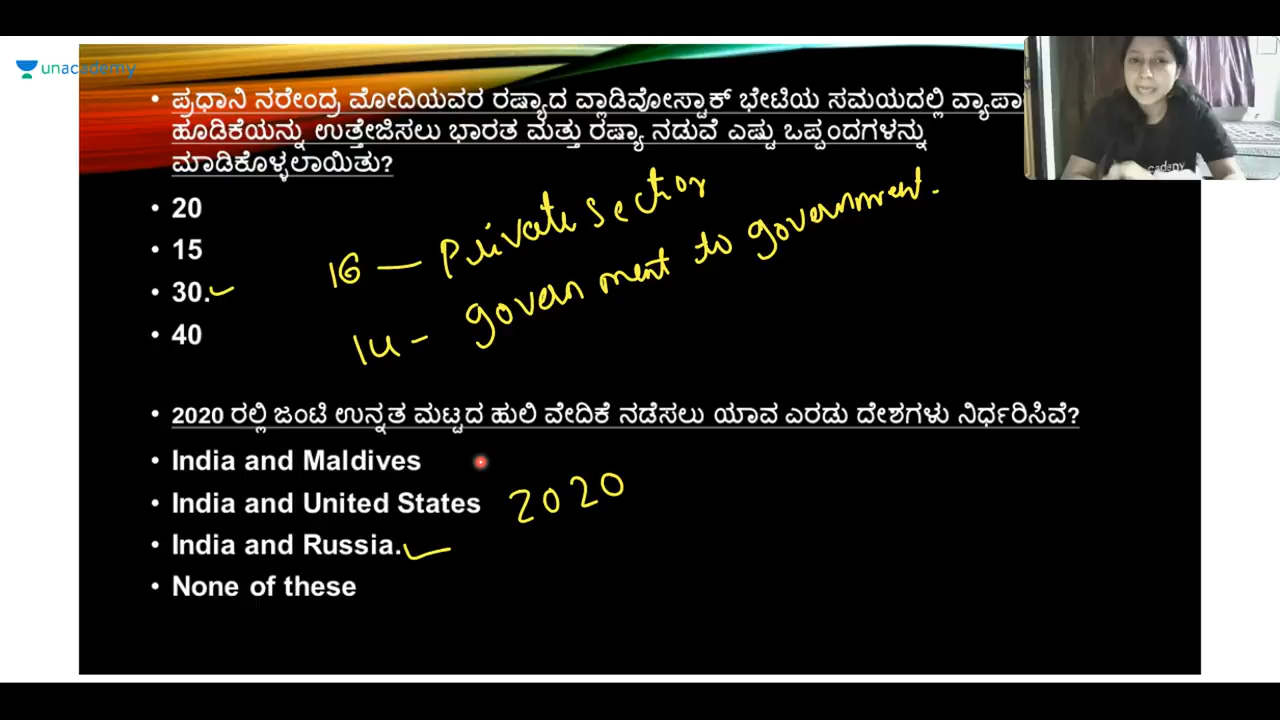 unacademy
• ಪ್ರಧಾನಿ ನರೇಂದ್ರ ಮೋದಿಯವರ ರಷ್ಯಾದ ವ್ಲಾಡಿವೋಸ್ಟಾಕ್ ಭೇಟಿಯ ಸಮಯದಲ್ಲಿ
ಹೂಡಿಕೆಯನ್ನು ಉತ್ತೇಜಿಸಲು ಭಾರತ ಮತ್ತು ರಷ್ಯಾ ನಡುವೆ ಎಷ್ಟು ಒಪ್ಪಂದಗಳನ್ನು
ಮಾಡಿಕೊಳ್ಳಲಾಯಿತು?
• 20
• 15
• 30.
• 40
16 — Private sector
14 - government to government.
• 2020 ರಲ್ಲಿ ಜಂಟಿ ಉನ್ನತ ಮಟ್ಟದ ಹುಲಿ ವೇದಿಕೆ ನಡೆಸಲು ಯಾವ ಎರಡು ದೇಶಗಳು ನಿರ್ಧರಿಸಿವೆ?
• India and Maldives
• India and United States
2020
• India and Russia.
• None of these